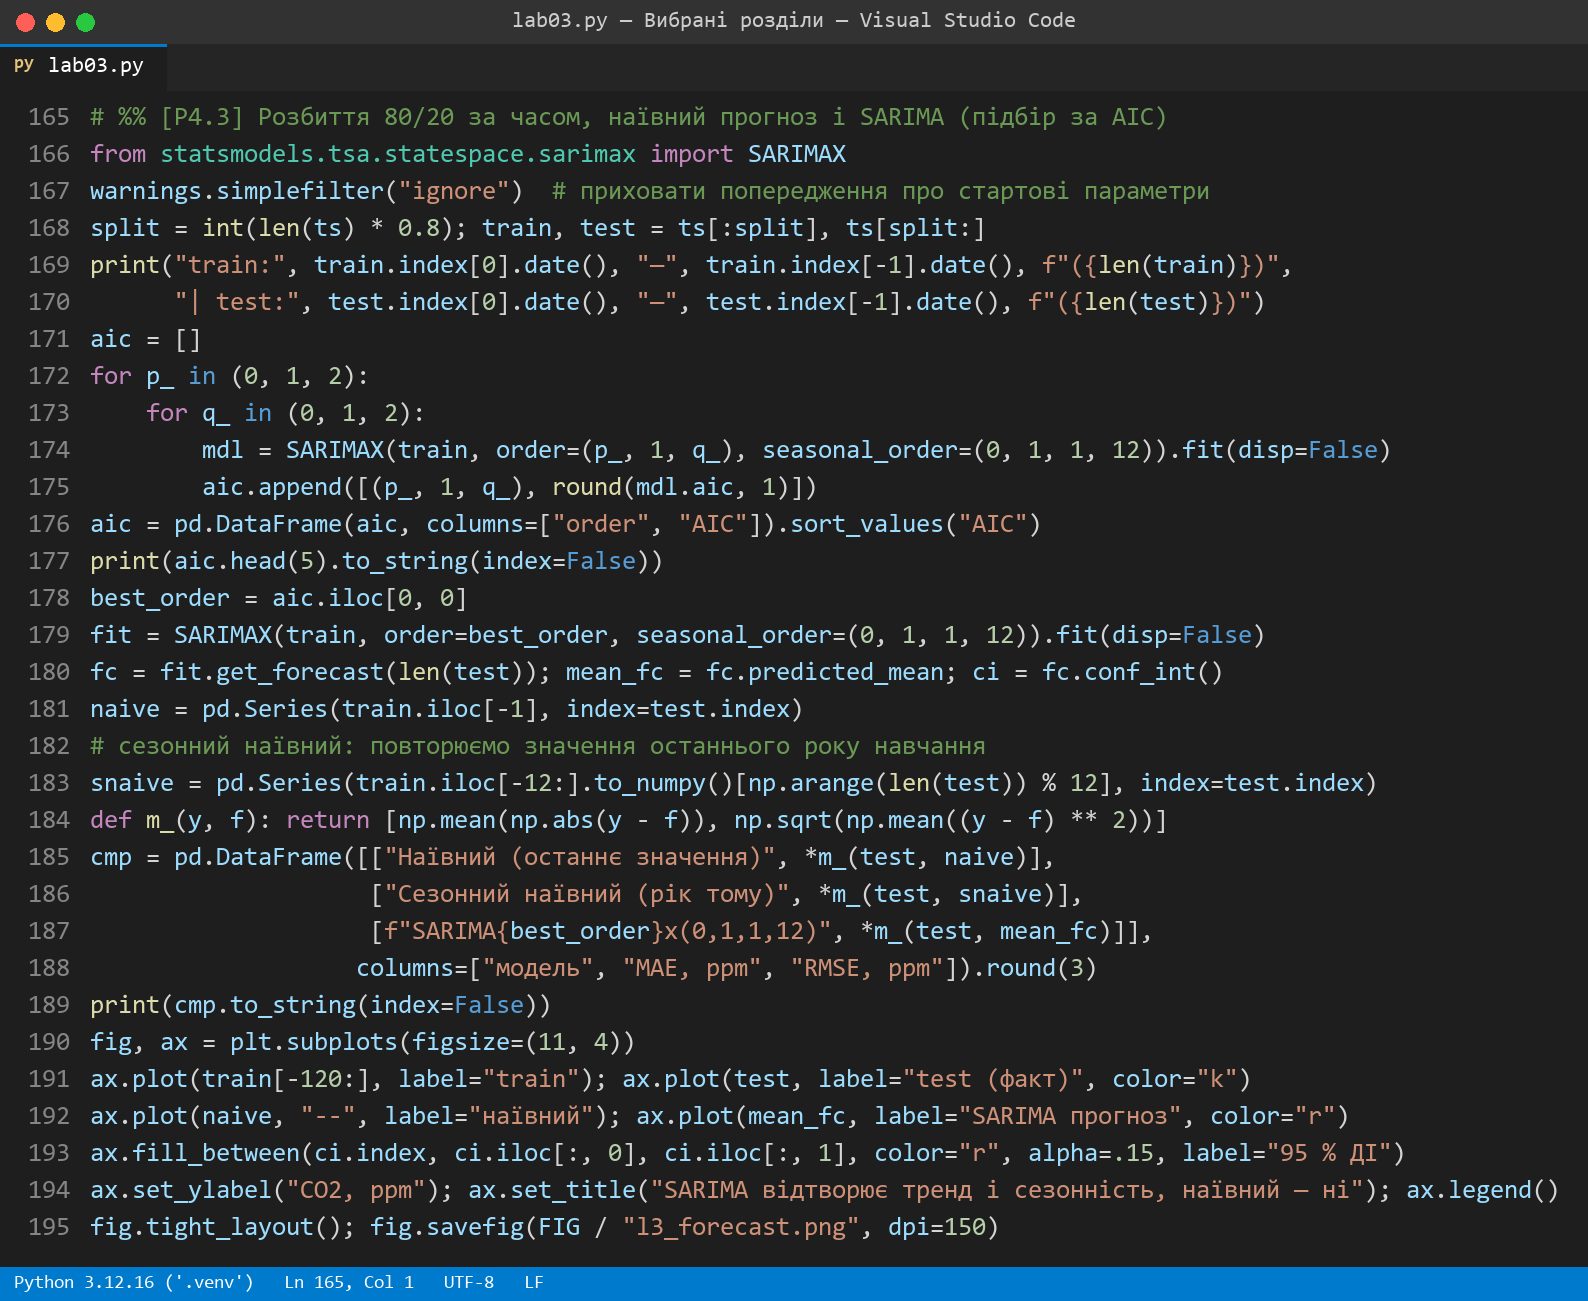 lab03.py — Вибрані розділи — Visual Studio Code
py lab03.py
165 # %% [P4.3] Розбиття 80/20 за часом, наївний прогноз і SARIMA (підбір за AIC)
166 from statsmodels.tsa.statespace.sarimax import SARIMAX
167 warnings.simplefilter("ignore")  # приховати попередження про стартові параметри
168 split = int(len(ts) * 0.8); train, test = ts[:split], ts[split:]
169 print("train:", train.index[0].date(), "—", train.index[-1].date(), f"({len(train)})",
170       "| test:", test.index[0].date(), "—", test.index[-1].date(), f"({len(test)})")
171 aic = []
172 for p_ in (0, 1, 2):
173     for q_ in (0, 1, 2):
174         mdl = SARIMAX(train, order=(p_, 1, q_), seasonal_order=(0, 1, 1, 12)).fit(disp=False)
175         aic.append([(p_, 1, q_), round(mdl.aic, 1)])
176 aic = pd.DataFrame(aic, columns=["order", "AIC"]).sort_values("AIC")
177 print(aic.head(5).to_string(index=False))
178 best_order = aic.iloc[0, 0]
179 fit = SARIMAX(train, order=best_order, seasonal_order=(0, 1, 1, 12)).fit(disp=False)
180 fc = fit.get_forecast(len(test)); mean_fc = fc.predicted_mean; ci = fc.conf_int()
181 naive = pd.Series(train.iloc[-1], index=test.index)
182 # сезонний наївний: повторюємо значення останнього року навчання
183 snaive = pd.Series(train.iloc[-12:].to_numpy()[np.arange(len(test)) % 12], index=test.index)
184 def m_(y, f): return [np.mean(np.abs(y - f)), np.sqrt(np.mean((y - f) ** 2))]
185 cmp = pd.DataFrame([["Наївний (останнє значення)", *m_(test, naive)],
186                     ["Сезонний наївний (рік тому)", *m_(test, snaive)],
187                     [f"SARIMA{best_order}x(0,1,1,12)", *m_(test, mean_fc)]],
188                    columns=["модель", "MAE, ppm", "RMSE, ppm"]).round(3)
189 print(cmp.to_string(index=False))
190 fig, ax = plt.subplots(figsize=(11, 4))
191 ax.plot(train[-120:], label="train"); ax.plot(test, label="test (факт)", color="k")
192 ax.plot(naive, "--", label="наївний"); ax.plot(mean_fc, label="SARIMA прогноз", color="r")
193 ax.fill_between(ci.index, ci.iloc[:, 0], ci.iloc[:, 1], color="r", alpha=.15, label="95 % ДІ")
194 ax.set_ylabel("CO2, ppm"); ax.set_title("SARIMA відтворює тренд і сезонність, наївний — ні"); ax.legend()
195 fig.tight_layout(); fig.savefig(FIG / "l3_forecast.png", dpi=150)
Python 3.12.16 ('.venv')   Ln 165, Col 1   UTF-8   LF